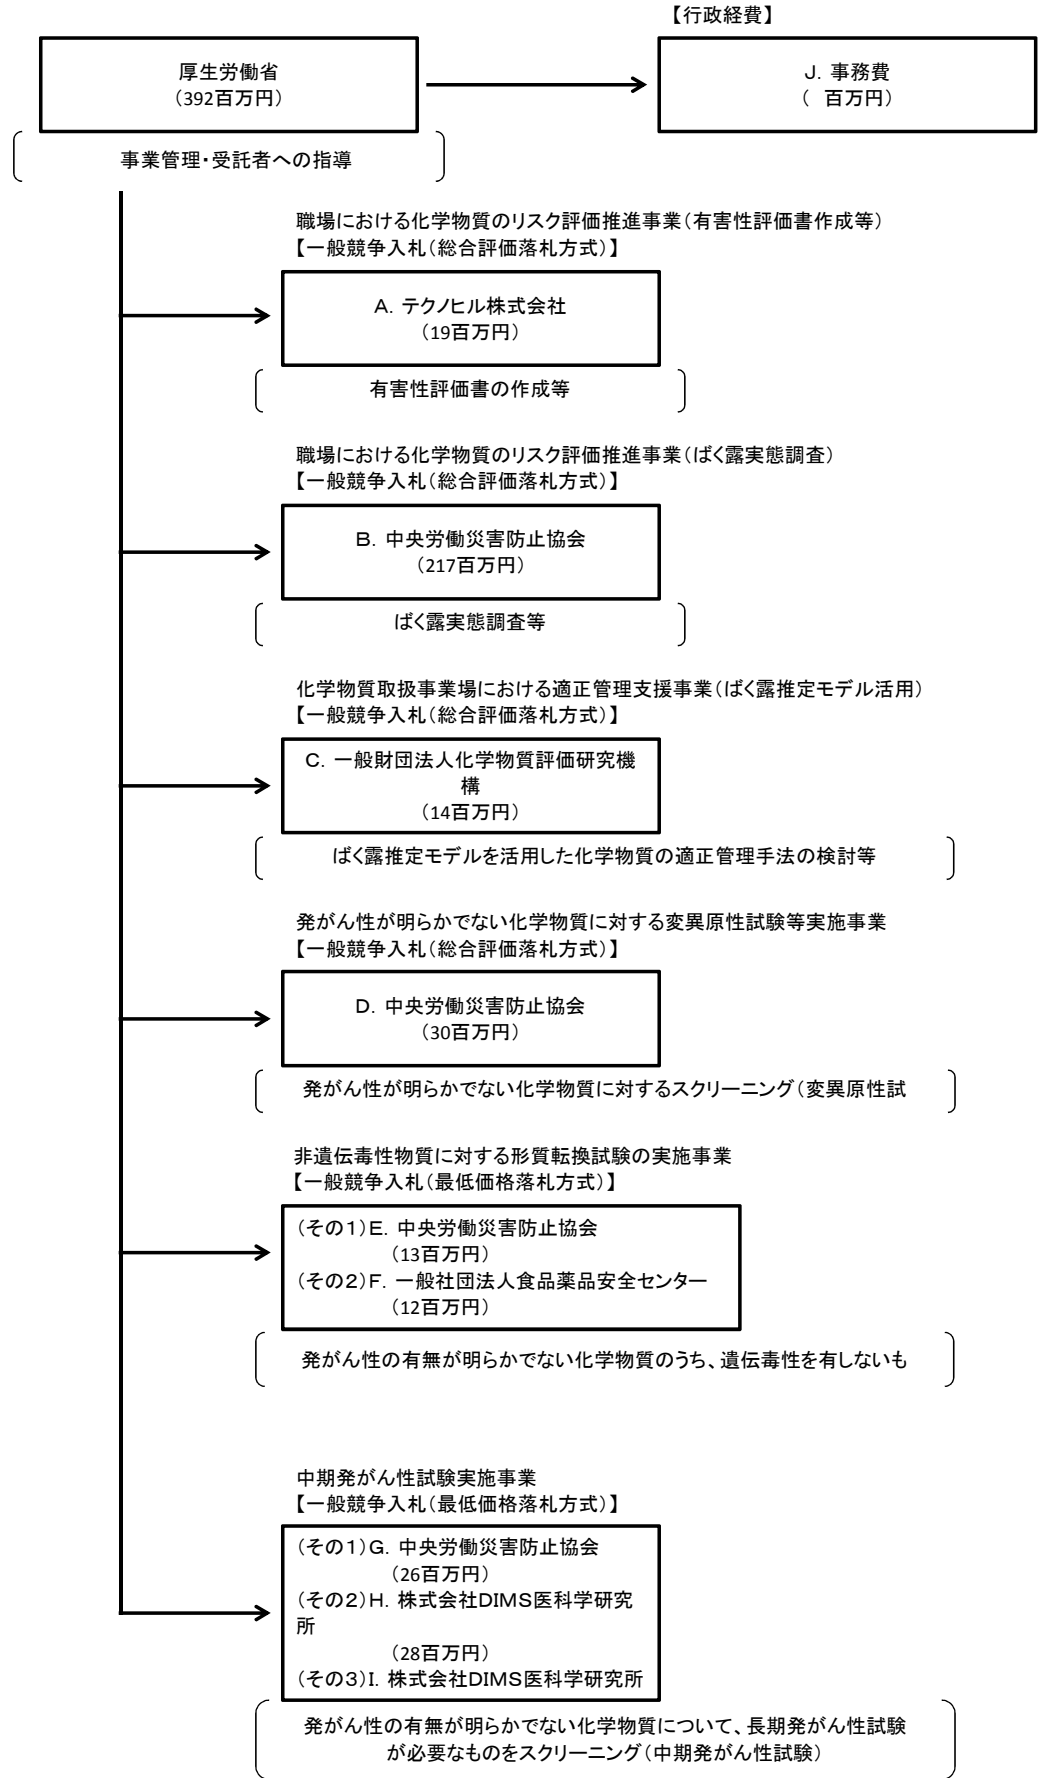 【行政経費】
厚生労働省
（392百万円）
J．事務費
（　百万円）
事業管理・受託者への指導
職場における化学物質のリスク評価推進事業（有害性評価書作成等）
【一般競争入札（総合評価落札方式）】
A．テクノヒル株式会社
（19百万円）
有害性評価書の作成等
職場における化学物質のリスク評価推進事業（ばく露実態調査）
【一般競争入札（総合評価落札方式）】
B．中央労働災害防止協会
（217百万円）
ばく露実態調査等
化学物質取扱事業場における適正管理支援事業（ばく露推定モデル活用）
【一般競争入札（総合評価落札方式）】
C．一般財団法人化学物質評価研究機
構
（14百万円）
ばく露推定モデルを活用した化学物質の適正管理手法の検討等
発がん性が明らかでない化学物質に対する変異原性試験等実施事業
【一般競争入札（総合評価落札方式）】
D．中央労働災害防止協会
（30百万円）
発がん性が明らかでない化学物質に対するスクリーニング（変異原性試
非遺伝毒性物質に対する形質転換試験の実施事業
【一般競争入札（最低価格落札方式）】
（その1）E．中央労働災害防止協会
（13百万円）
（その2）F．一般社団法人食品薬品安全センター
（12百万円）
発がん性の有無が明らかでない化学物質のうち、遺伝毒性を有しないも
中期発がん性試験実施事業
【一般競争入札（最低価格落札方式）】
（その1）G．中央労働災害防止協会
（26百万円）
（その2）H．株式会社DIMS医科学研究
所
（28百万円）
（その3）I．株式会社DIMS医科学研究所
発がん性の有無が明らかでない化学物質について、長期発がん性試験
が必要なものをスクリーニング（中期発がん性試験）